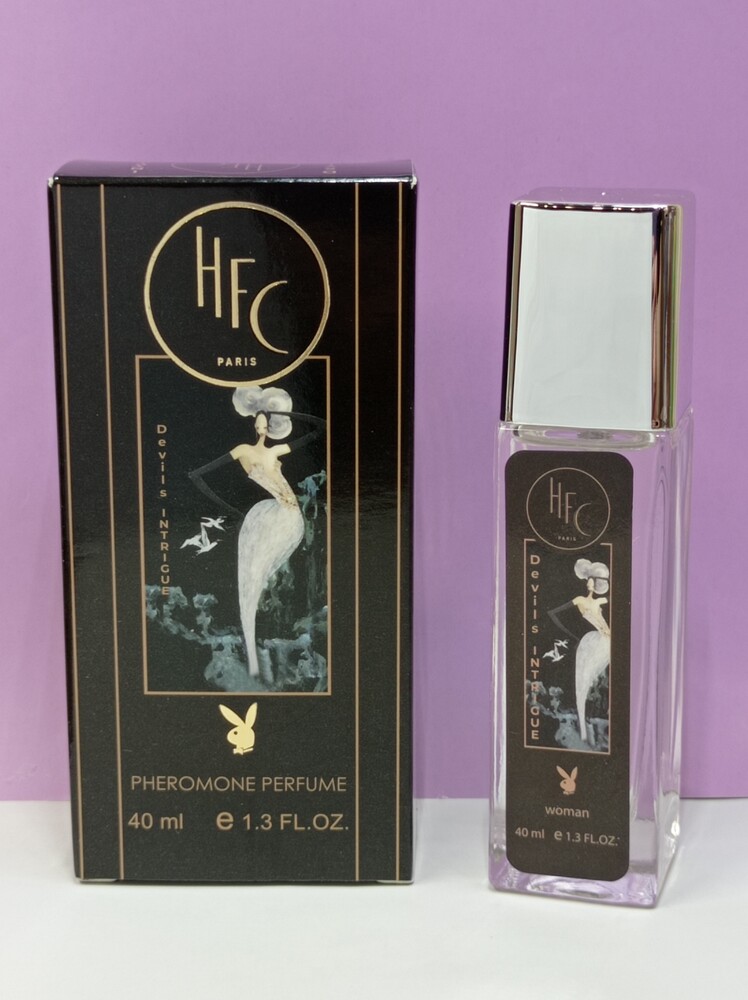 HFC
PARIS
Devils INTRIGUE
PHEROMONE PERFUME
40 ml e 1.3 FL.OZ.
HFC
PARIS
Devils INTRIGUE
woman
40 ml e 1.3 FL.OZ.